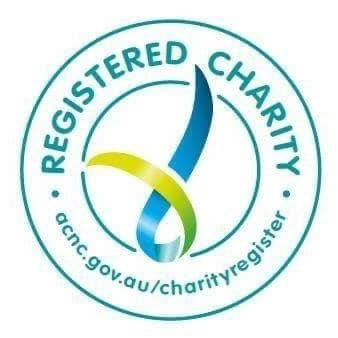 REGISTERED CHARITY
acnc.gov.au/charityregister